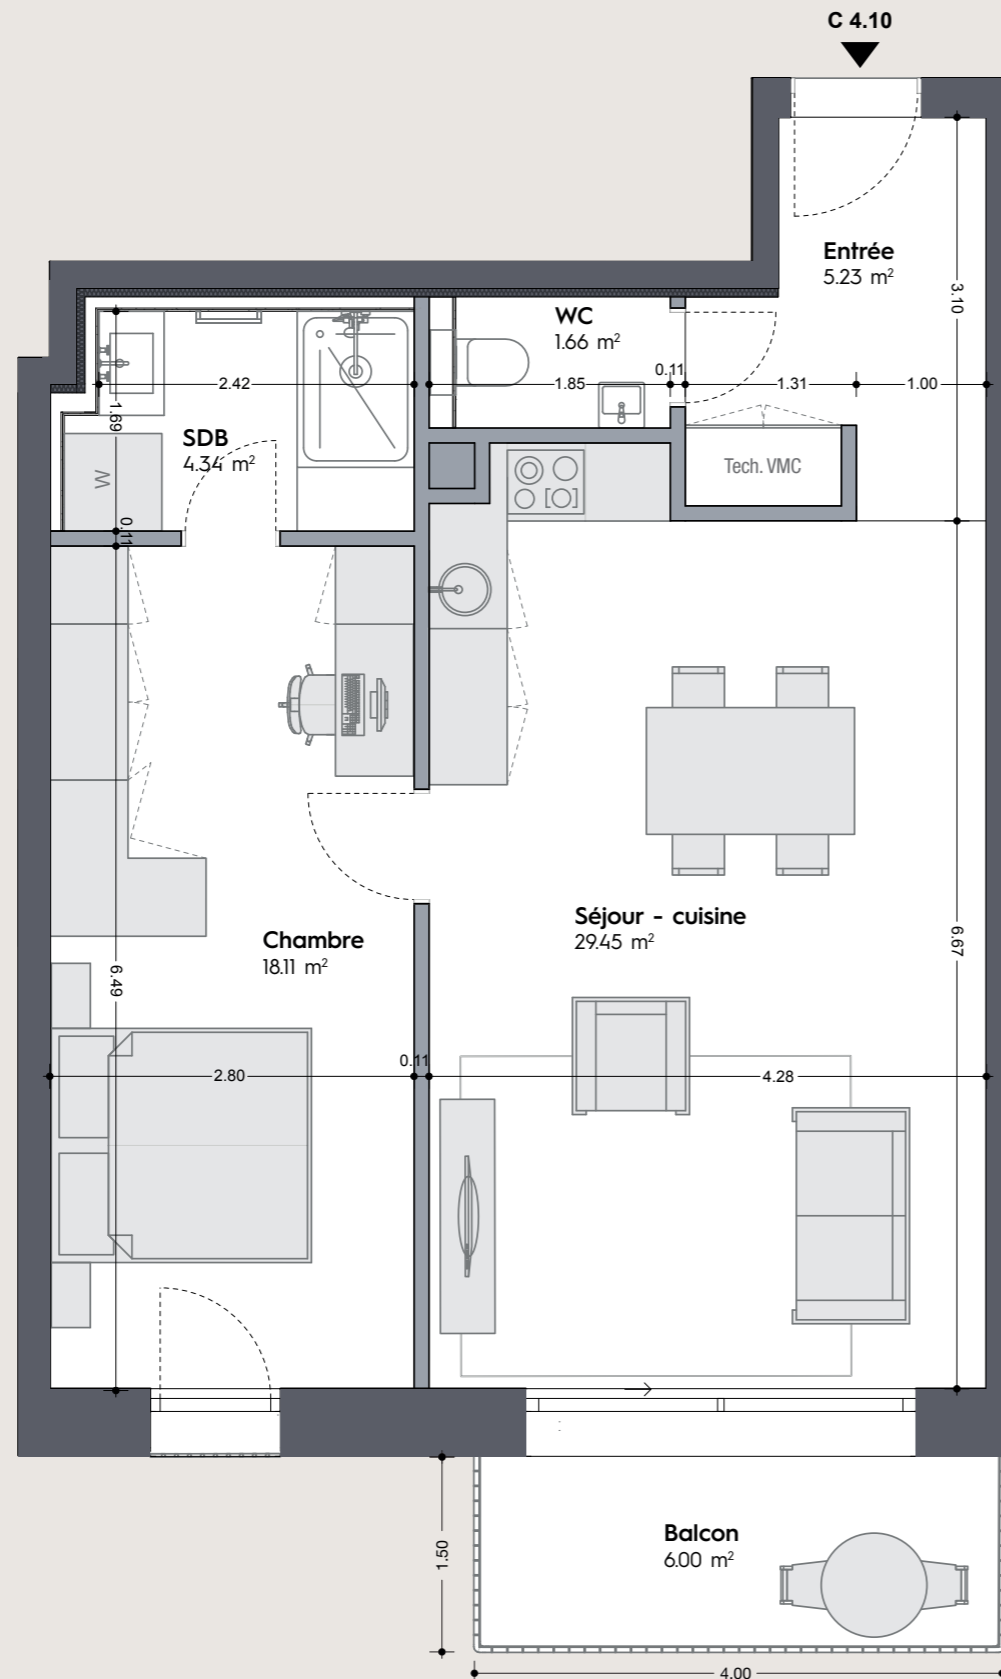 C 4.10
Entrée
5.23 m²
3.10
WC
1.66 m²
0.11
2.42
1.85
1.31
1.00
1.69
SDB
4.34 m²
W
Tech. VMC
0.11
Séjour - cuisine
29.45 m²
6.67
Chambre
18.11 m²
6.49
0.11
2.80
4.28
Balcon
6.00 m²
1.50
4.00